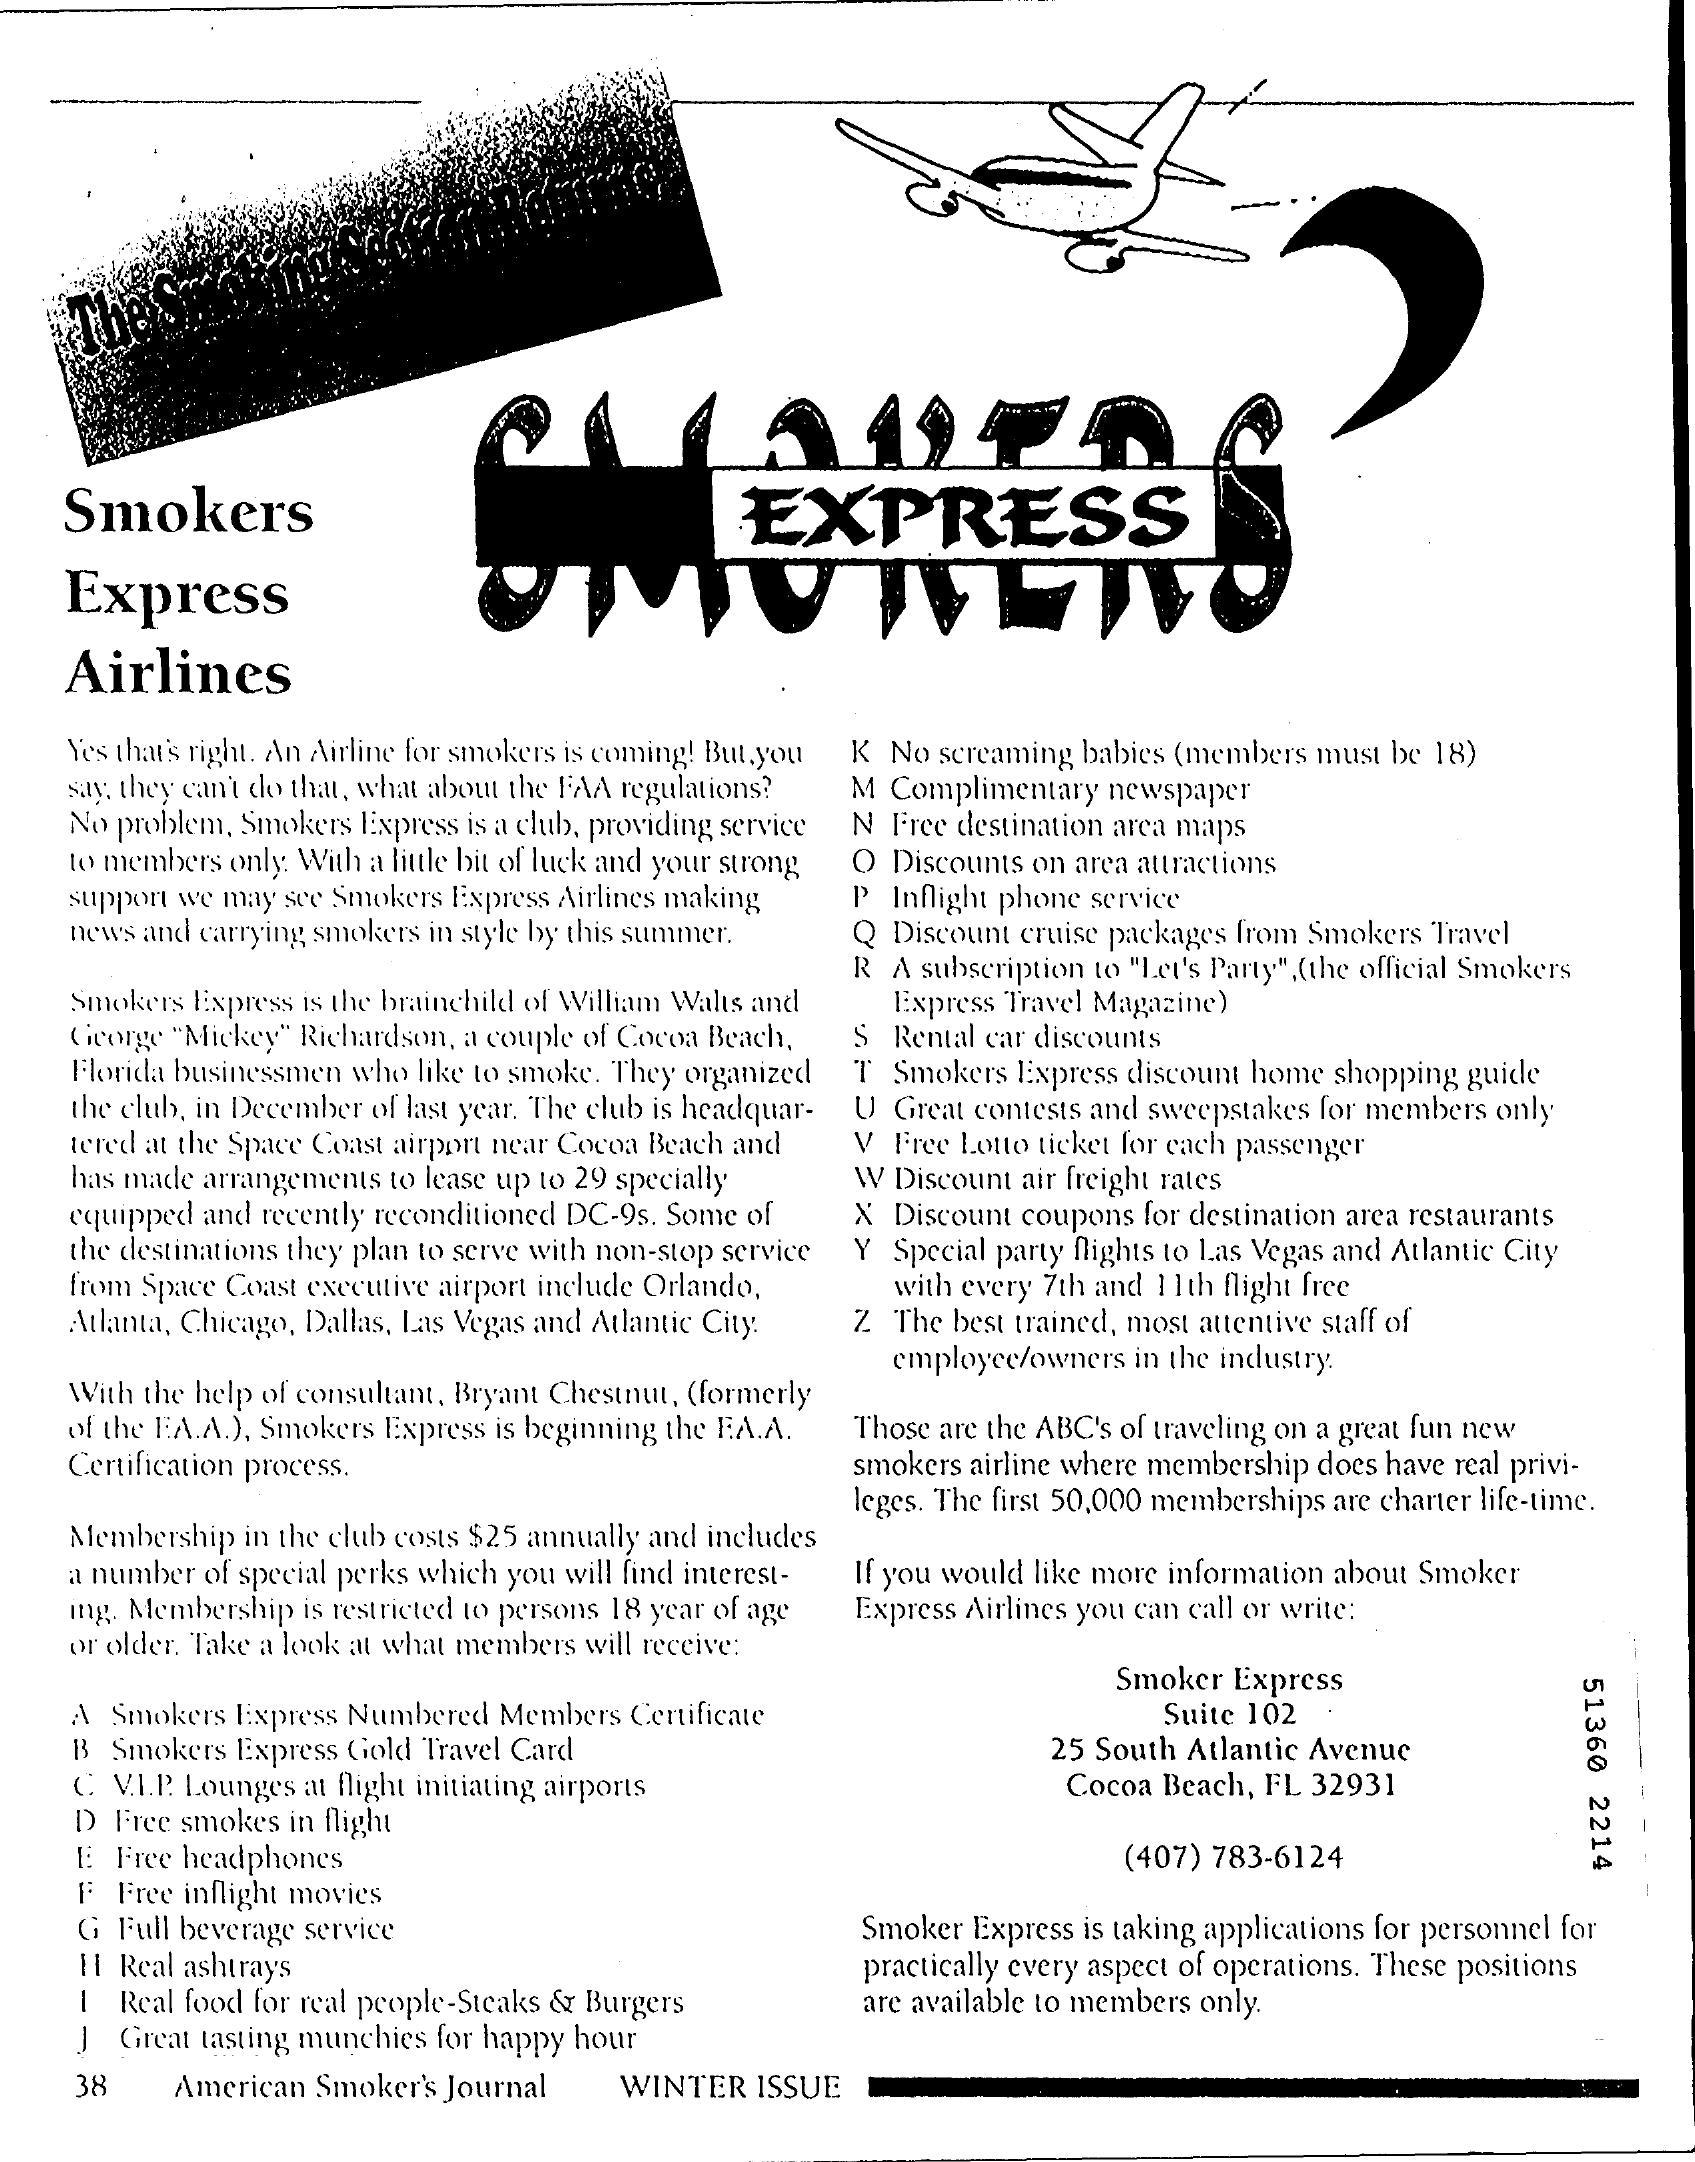 The Smoking Section
SMOKERS
EXPRESS
Smokers
Express
Airlines
Yes that's right. An Airline for smokers is coming! But,you
say, they can't do that, what about the FAA regulations?
No problem, Smokers Express is a club, providing service
to members only. With a little bit of luck and your strong
support we may see Smokers Express Airlines making
news and carrying smokers in style by this summer.
Smokers Express is the brainchild of William Walts and
George "Mickey" Richardson, a couple of Cocoa Beach,
Florida businessmen who like to smoke. They organized
the club, in December of last year. The club is headquar-
tered at the Space Coast airport near Cocoa Beach and
has made arrangements to lease up to 29 specially
equipped and recently reconditioned DC-9s. Some of
the destinations they plan to serve with non-stop service
from Space Coast executive airport include Orlando,
Atlanta, Chicago, Dallas, Las Vegas and Atlantic City.
With the help of consultant, Bryant Chestnut, (formerly
of the F.A.A.), Smokers Express is beginning the F.A.A.
Certification process.
Membership in the club costs $25 annually and includes
a number of special perks which you will find interest-
ing. Membership is restricted to persons 18 year of age
or older. Take a look at what members will receive:
A Smokers Express Numbered Members Certificate
B Smokers Express Gold Travel Card
C V.I.P. Lounges at flight initiating airports
D Free smokes in flight
E Free headphones
F Free inflight movies
G Full beverage service
H Real ashtrays
I Real food for real people-Steaks & Burgers
J Great tasting munchies for happy hour
K No screaming babies (members must be 18)
M Complimentary newspaper
N Free destination area maps
O Discounts on area attractions
P Inflight phone service
Q Discount cruise packages from Smokers Travel
R A subscription to "Let's Party",(the official Smokers
Express Travel Magazine)
S Rental car discounts
T Smokers Express discount home shopping guide
U Great contests and sweepstakes for members only
V Free Lotto ticket for each passenger
W Discount air freight rates
X Discount coupons for destination area restaurants
Y Special party flights to Las Vegas and Atlantic City
with every 7th and 11th flight free
Z The best trained, most attentive staff of
employee/owners in the industry.
Those are the ABC's of traveling on a great fun new
smokers airline where membership does have real privi-
leges. The first 50,000 memberships are charter life-time.
If you would like more information about Smoker
Express Airlines you can call or write:
Smoker Express
Suite 102
25 South Atlantic Avenue
Cocoa Beach, FL 32931
(407) 783-6124
Smoker Express is taking applications for personnel for
practically every aspect of operations. These positions
are available to members only.
51360 2214
38 American Smoker's Journal WINTER ISSUE